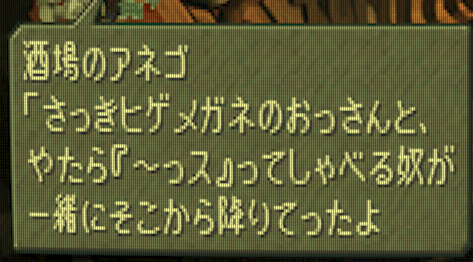 酒場のアネゴ
「さっきヒゲメガネのおっさんと、
やたら『～っス』ってしゃべる奴が
一緒にそこから降りてったよ